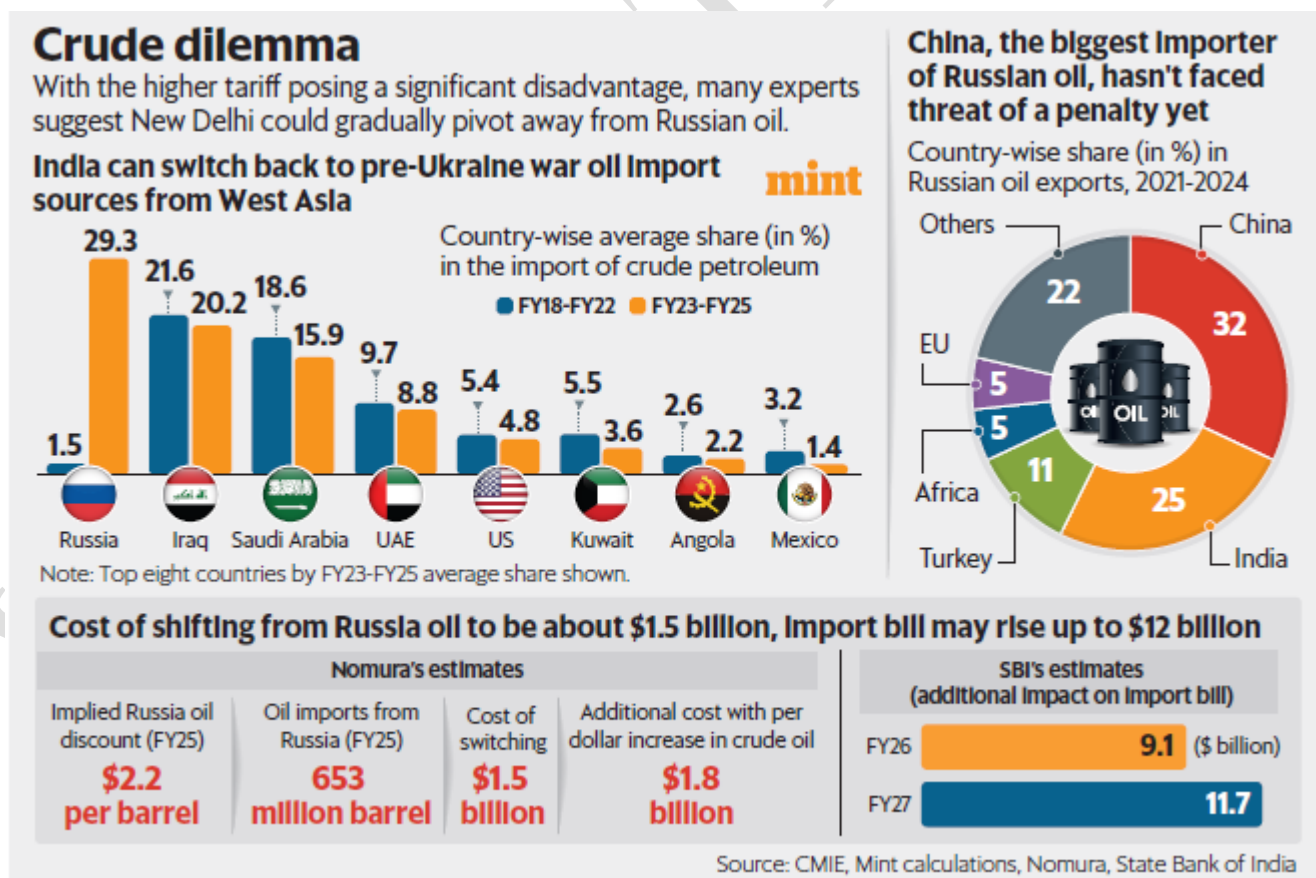 Crude dilemma
With the higher tariff posing a significant disadvantage, many experts
suggest New Delhi could gradually pivot away from Russian oil.
India can switch back to pre-Ukraine war oil import
sources from West Asia
mint
Country-wise average share (in %)
in the import of crude petroleum
FY18-FY22 FY23-FY25
1.5 29.3
21.6 20.2
18.6 15.9
9.7 8.8
5.4 4.8
5.5 3.6
2.6 2.2
3.2 1.4
Russia Iraq Saudi Arabia UAE US Kuwait Angola Mexico
Note: Top eight countries by FY23-FY25 average share shown.
China, the biggest importer
of Russian oil, hasn't faced
threat of a penalty yet
Country-wise share (in %) in
Russian oil exports, 2021-2024
Others China
22
32
EU
5
5
Africa
11
25
Turkey India
OIL
Cost of shifting from Russia oil to be about $1.5 billion, import bill may rise up to $12 billion
Nomura's estimates
Implied Russia oil
discount (FY25)
$2.2
per barrel
Oil imports from
Russia (FY25)
653
million barrel
Cost of
switching
$1.5
billion
Additional cost with per
dollar increase in crude oil
$1.8
billion
SBI's estimates
(additional impact on import bill)
FY26 9.1 ($ billion)
FY27 11.7
Source: CMIE, Mint calculations, Nomura, State Bank of India